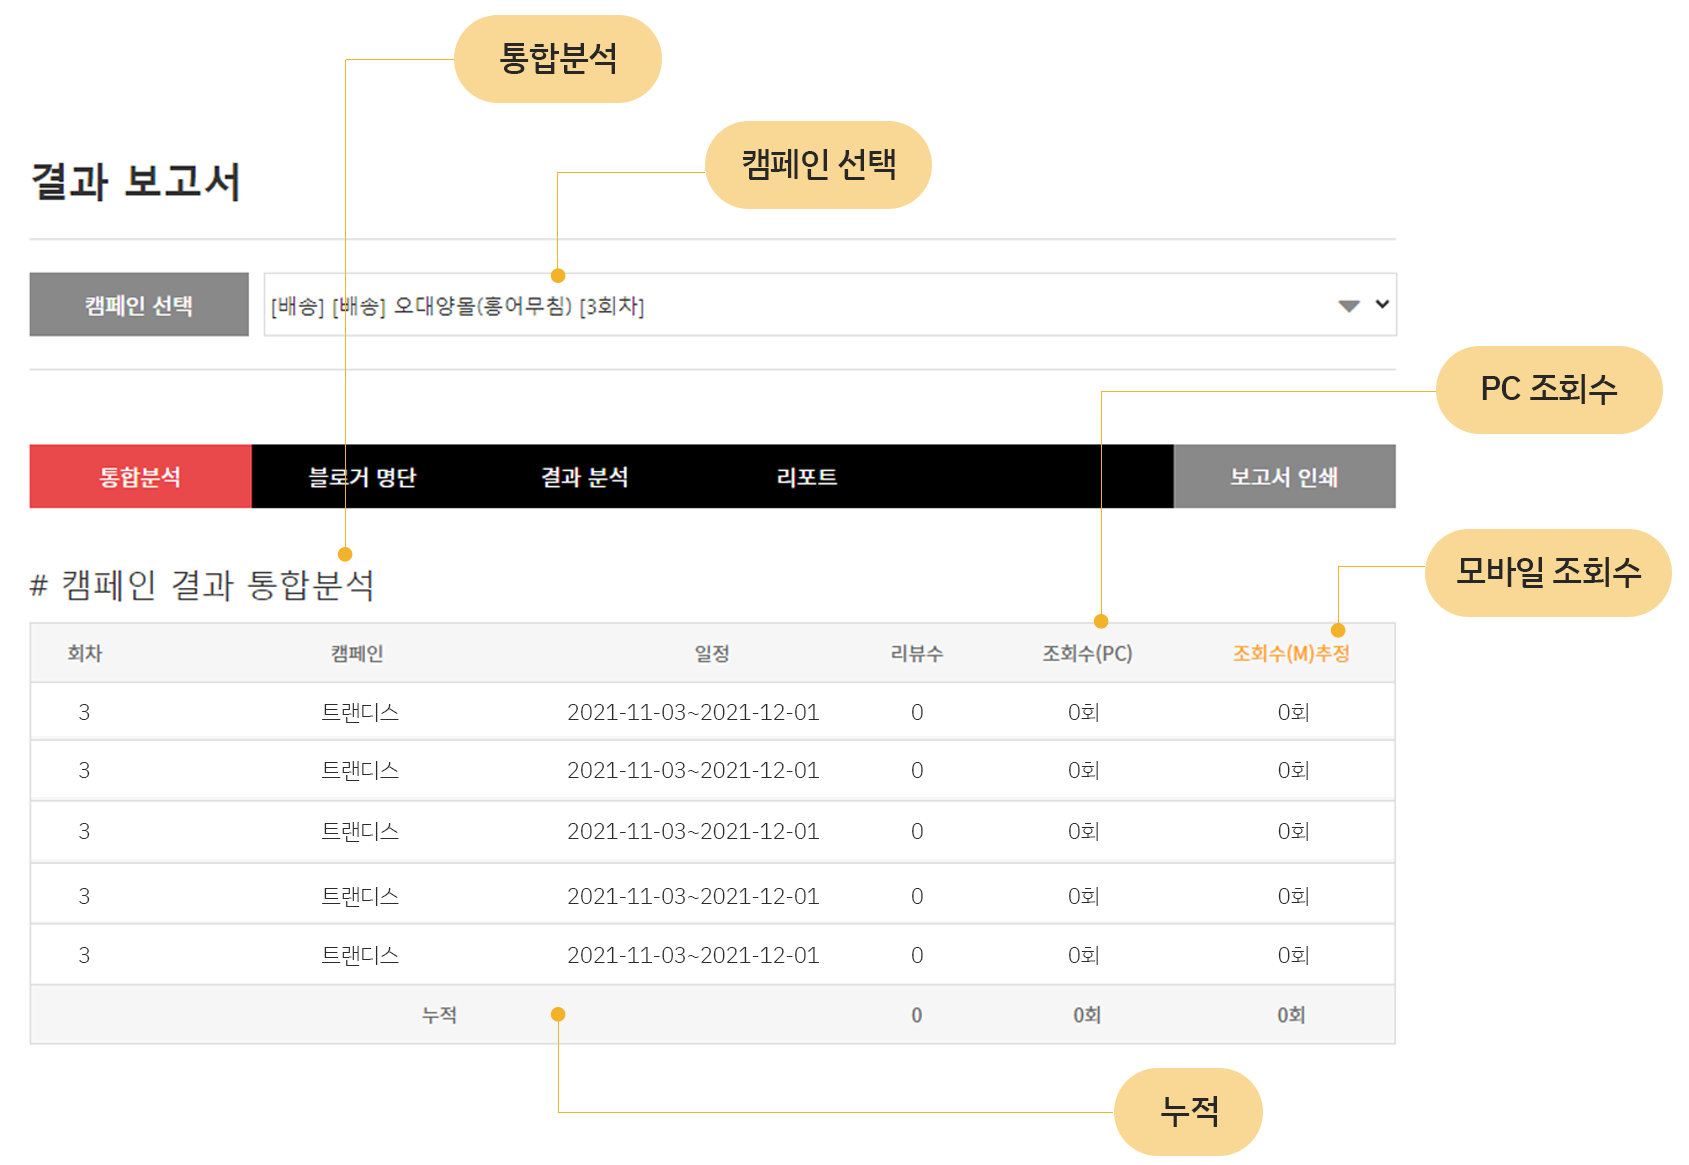 통합분석
캠페인 선택
결과 보고서
캠페인 선택 [배송] [배송] 오대양몰(홍어무침) [3회차]
PC 조회수
통합분석 블로거 명단 결과 분석 리포트 보고서 인쇄
모바일 조회수
# 캠페인 결과 통합분석
회차 캠페인 일정 리뷰수 조회수(PC) 조회수(M)추정
3 트랜디스 2021-11-03~2021-12-01 0 0회 0회
3 트랜디스 2021-11-03~2021-12-01 0 0회 0회
3 트랜디스 2021-11-03~2021-12-01 0 0회 0회
3 트랜디스 2021-11-03~2021-12-01 0 0회 0회
3 트랜디스 2021-11-03~2021-12-01 0 0회 0회
누적 0 0회 0회
누적